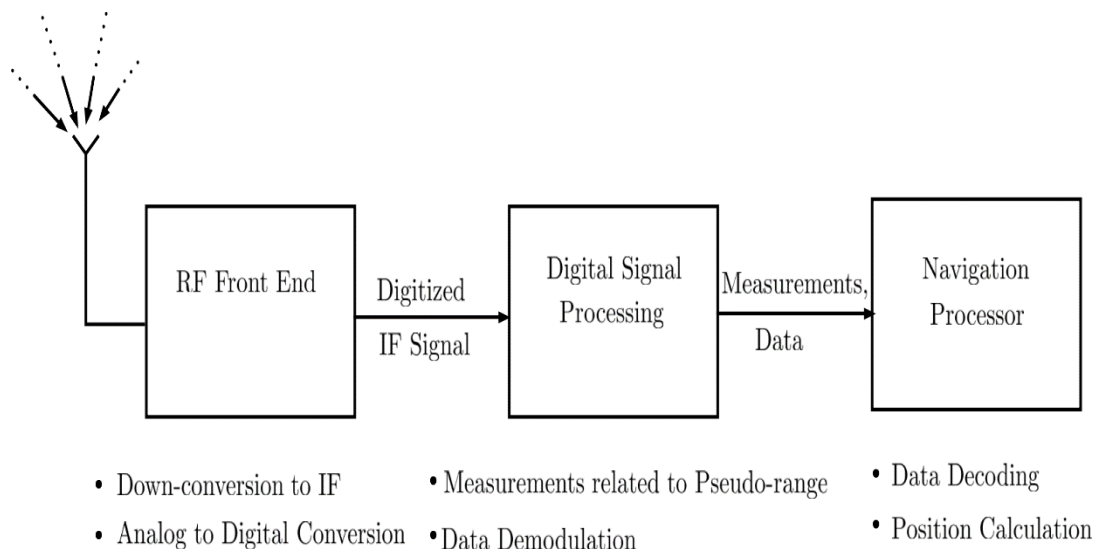 RF Front End
Digitized
IF Signal
Digital Signal
Processing
Measurements,
Data
Navigation
Processor
• Down-conversion to IF
• Analog to Digital Conversion
• Measurements related to Pseudo-range
• Data Demodulation
• Data Decoding
• Position Calculation